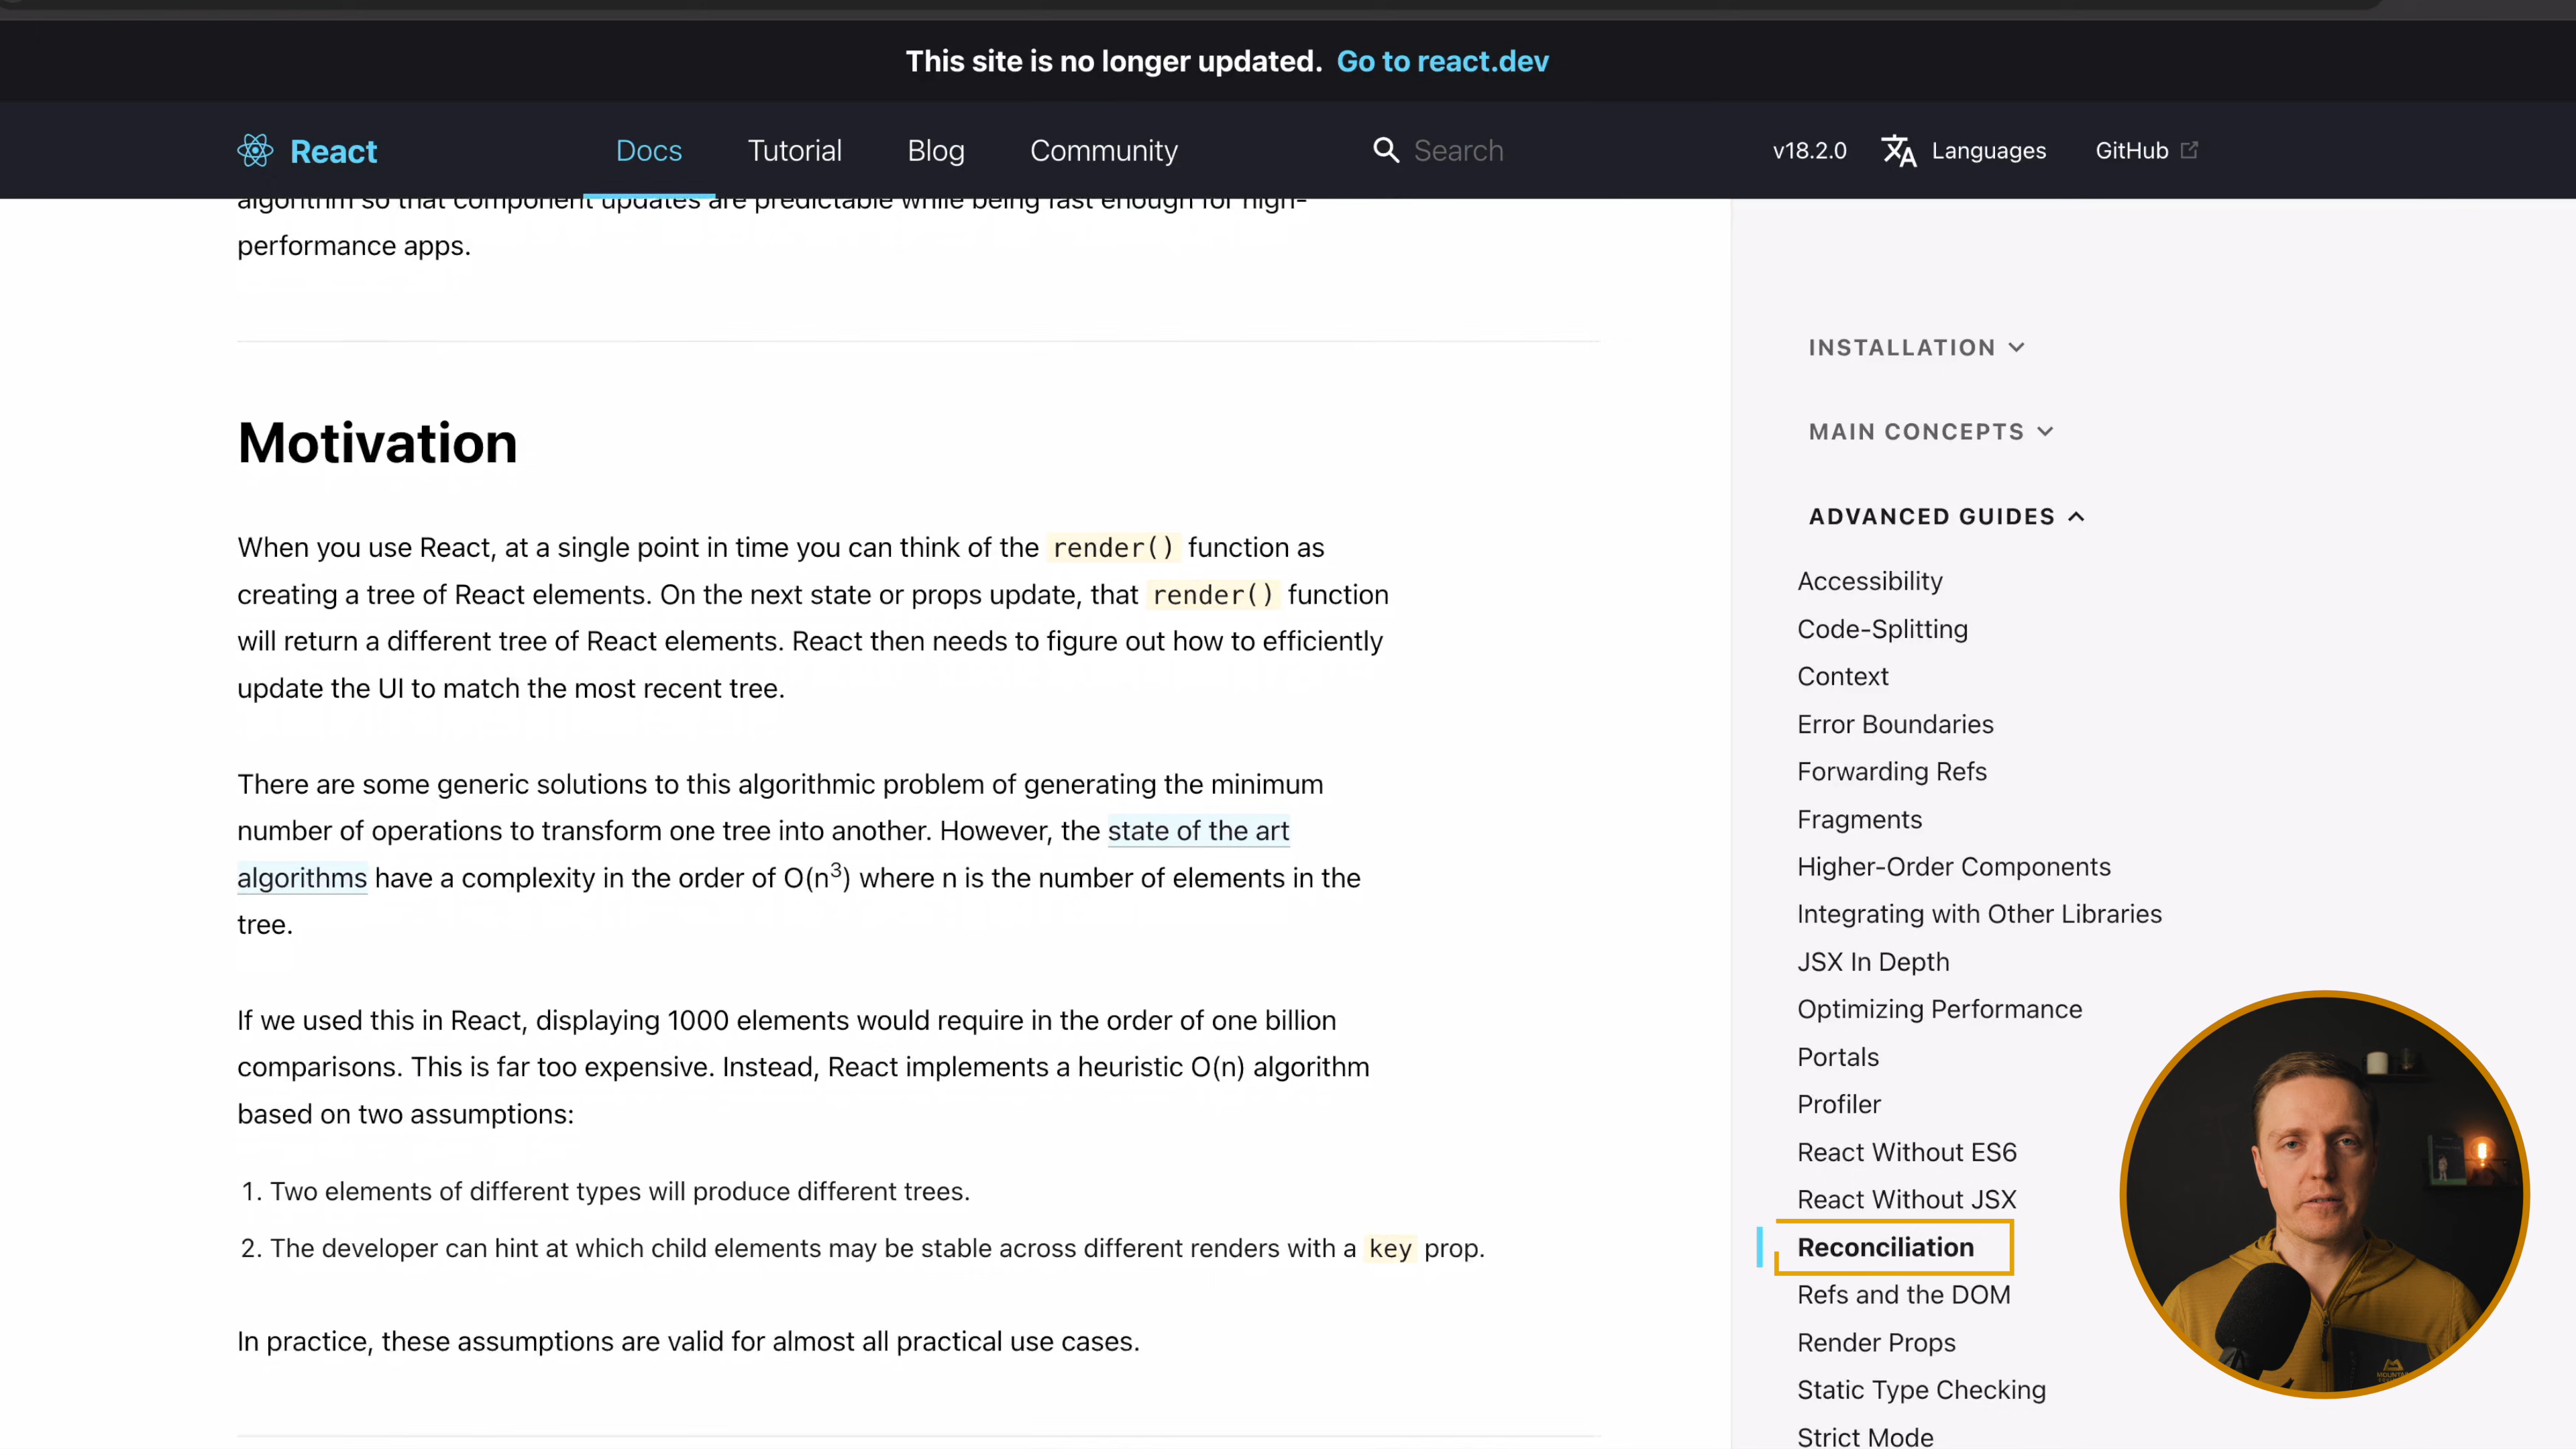 This site is no longer updated. Go to react.dev
React
Docs
Tutorial
Blog
Community
Search
v18.2.0
Languages
GitHub
algorithm so that component updates are predictable while being fast enough for high-
performance apps.
Motivation
When you use React, at a single point in time you can think of the render() function as
creating a tree of React elements. On the next state or props update, that render() function
will return a different tree of React elements. React then needs to figure out how to efficiently
update the UI to match the most recent tree.
There are some generic solutions to this algorithmic problem of generating the minimum
number of operations to transform one tree into another. However, the state of the art
algorithms have a complexity in the order of O(n³) where n is the number of elements in the
tree.
If we used this in React, displaying 1000 elements would require in the order of one billion
comparisons. This is far too expensive. Instead, React implements a heuristic O(n) algorithm
based on two assumptions:
1. Two elements of different types will produce different trees.
2. The developer can hint at which child elements may be stable across different renders with a key prop.
In practice, these assumptions are valid for almost all practical use cases.
INSTALLATION
MAIN CONCEPTS
ADVANCED GUIDES
Accessibility
Code-Splitting
Context
Error Boundaries
Forwarding Refs
Fragments
Higher-Order Components
Integrating with Other Libraries
JSX In Depth
Optimizing Performance
Portals
Profiler
React Without ES6
React Without JSX
Reconciliation
Refs and the DOM
Render Props
Static Type Checking
Strict Mode